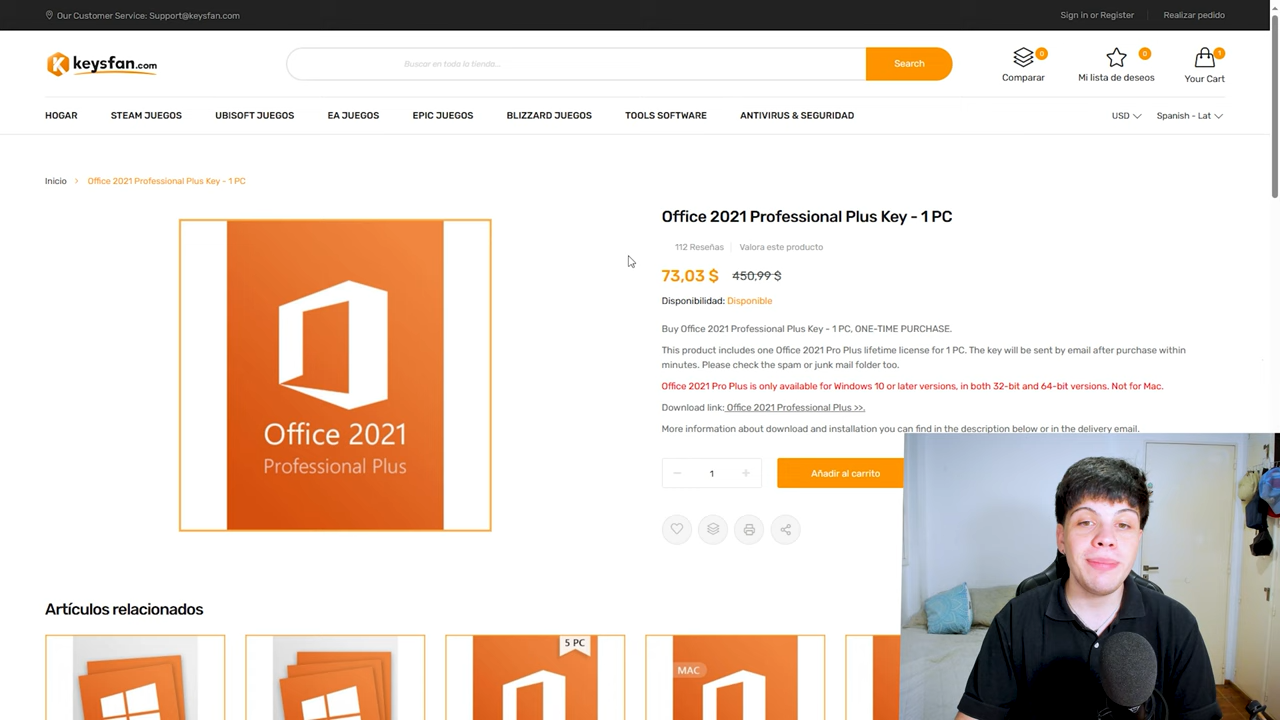 Our Customer Service: Support@keysfan.com
Sign in or Register
Realizar pedido
keysfan.com
Buscar en toda la tienda...
Search
0
0
1
Comparar
Mi lista de deseos
Your Cart
HOGAR
STEAM JUEGOS
UBISOFT JUEGOS
EA JUEGOS
EPIC JUEGOS
BLIZZARD JUEGOS
TOOLS SOFTWARE
ANTIVIRUS & SEGURIDAD
USD
Spanish - Lat
Inicio
Office 2021 Professional Plus Key - 1 PC
Office 2021
Professional Plus
Office 2021 Professional Plus Key - 1 PC
112 Reseñas
Valora este producto
73,03 $ 450,99 $
Disponibilidad: Disponible
Buy Office 2021 Professional Plus Key - 1 PC, ONE-TIME PURCHASE.
This product includes one Office 2021 Pro Plus lifetime license for 1 PC. The key will be sent by email after purchase within
minutes. Please check the spam or junk mail folder too.
Office 2021 Pro Plus is only available for Windows 10 or later versions, in both 32-bit and 64-bit versions. Not for Mac.
Download link: Office 2021 Professional Plus >>.
More information about download and installation you can find in the description below or in the delivery email.
1
Añadir al carrito
Artículos relacionados
5 PC
MAC